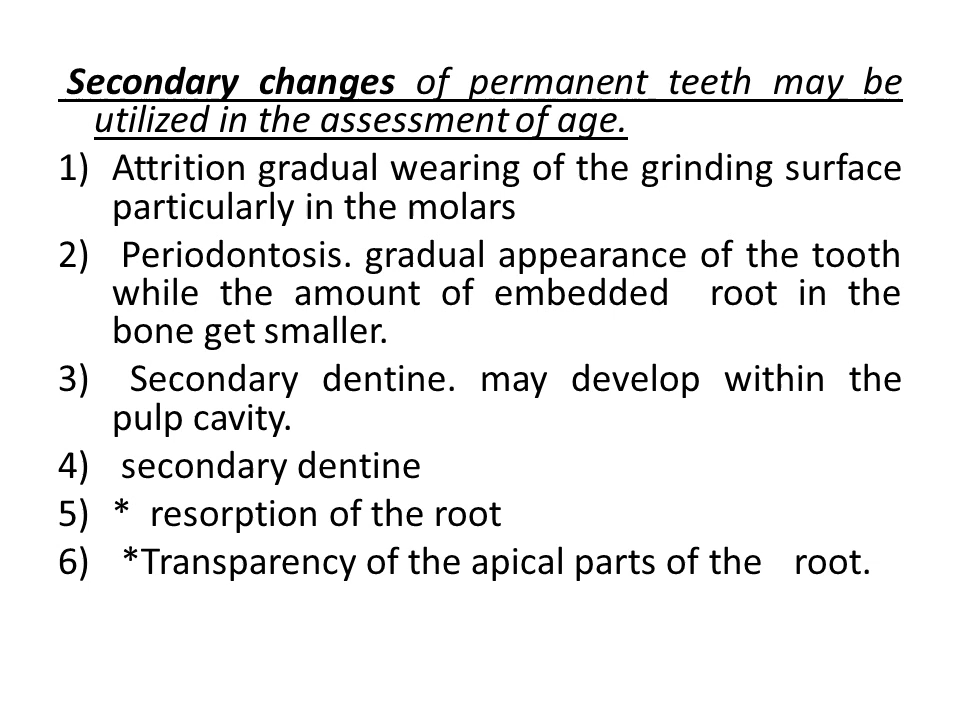 Secondary changes of permanent teeth may be
utilized in the assessment of age.
1) Attrition gradual wearing of the grinding surface
particularly in the molars
2) Periodontosis. gradual appearance of the tooth
while the amount of embedded root in the
bone get smaller.
3) Secondary dentine. may develop within the
pulp cavity.
4) secondary dentine
5) * resorption of the root
6) *Transparency of the apical parts of the root.